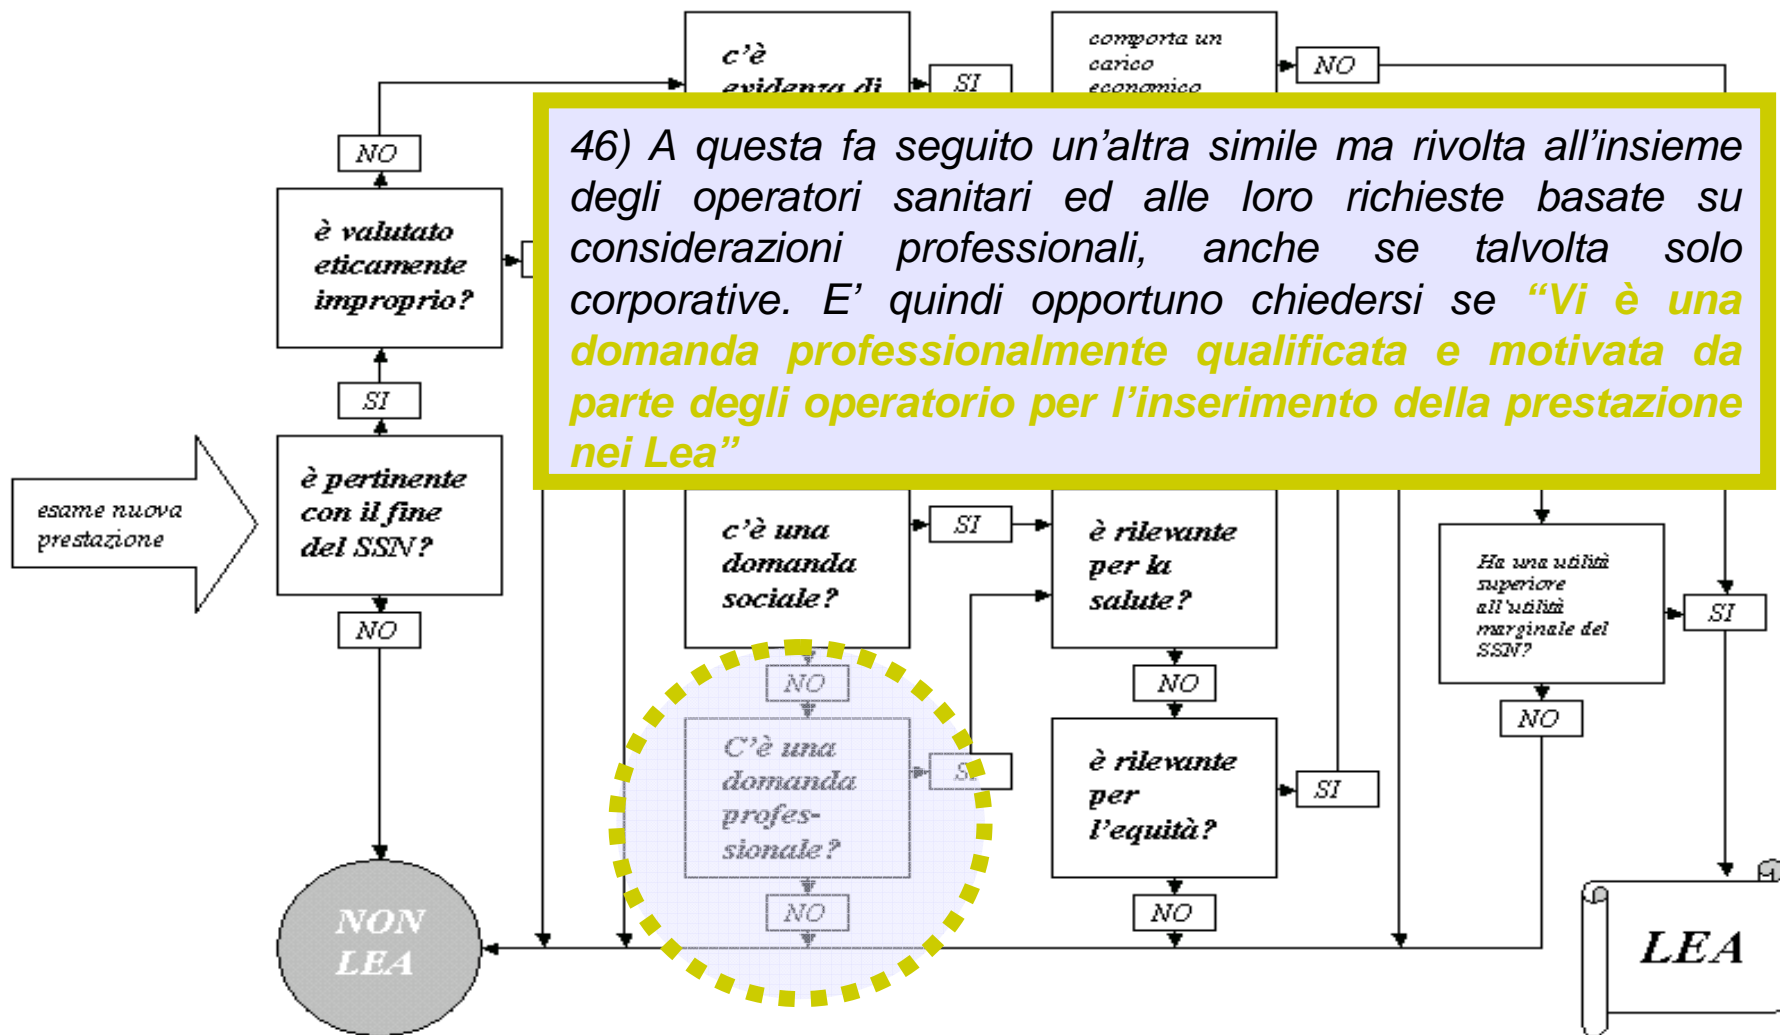 c'è
evidenza di
SI
comporta un
carico
economico
NO
NO
46) A questa fa seguito un'altra simile ma rivolta all'insieme
degli operatori sanitari ed alle loro richieste basate su
considerazioni professionali, anche se talvolta solo
corporative. E' quindi opportuno chiedersi se “Vi è una
domanda professionalmente qualificata e motivata da
parte degli operatorio per l'inserimento della prestazione
nei Lea”
è valutato
eticamente
improprio?
SI
esame nuova
prestazione
è pertinente
con il fine
del SSN?
NO
c'è una
domanda
sociale?
SI
è rilevante
per la
salute?
Ha una utilità
superiore
all'utilità
marginale del
SSN?
SI
NO
NO
NO
C'è una
domanda
profes-
sionale?
SI
è rilevante
per
l'equità?
SI
NO
NO
NON
LEA
LEA